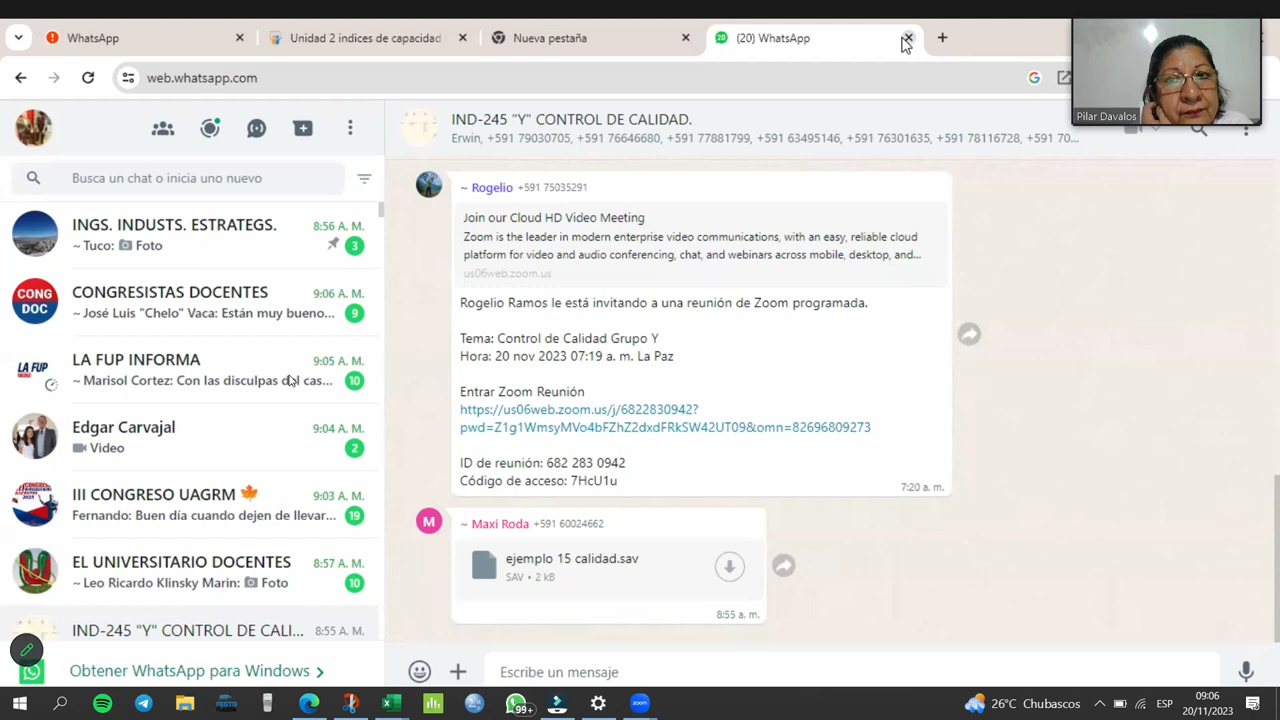 WhatsApp
Unidad 2 indices de capacidad
Nueva pestaña
(20) WhatsApp
web.whatsapp.com
Pilar Davalos
IND-245 "Y" CONTROL DE CALIDAD.
Erwin, +591 79030705, +591 76646680, +591 77881799, +591 63495146, +591 76301635, +591 78116728, +591 70...
Busca un chat o inicia uno nuevo
INGS. INDUSTS. ESTRATEGS.
8:56 A. M.
~ Tuco: Foto
3
CONG
DOC
CONGRESISTAS DOCENTES
9:06 A. M.
~ José Luis "Chelo" Vaca: Están muy bueno...
9
LA FUP
LA FUP INFORMA
9:05 A. M.
~ Marisol Cortez: Con las disculpas del cas...
10
Edgar Carvajal
9:04 A. M.
Video
2
III CONGRESO UAGRM
9:03 A. M.
Fernando: Buen día cuando dejen de llevar...
19
EL UNIVERSITARIO DOCENTES
8:57 A. M.
~ Leo Ricardo Klinsky Marin: Foto
10
IND-245 "Y" CONTROL DE CALI...
8:55 A. M.
Obtener WhatsApp para Windows
~ Rogelio +591 75035291
Join our Cloud HD Video Meeting
Zoom is the leader in modern enterprise video communications, with an easy, reliable cloud
platform for video and audio conferencing, chat, and webinars across mobile, desktop, and...
us06web.zoom.us
Rogelio Ramos le está invitando a una reunión de Zoom programada.
Tema: Control de Calidad Grupo Y
Hora: 20 nov 2023 07:19 a. m. La Paz
Entrar Zoom Reunión
https://us06web.zoom.us/j/6822830942?
pwd=Z1g1WmsyMVo4bFZhZ2dxdFRkSW42UT09&omn=82696809273
ID de reunión: 682 283 0942
Código de acceso: 7HcU1u
7:20 a. m.
M
~ Maxi Roda +591 60024662
ejemplo 15 calidad.sav
SAV • 2 kB
8:55 a. m.
Escribe un mensaje
FESTO
99+
zoom
26°C Chubascos
ESP
09:06
20/11/2023